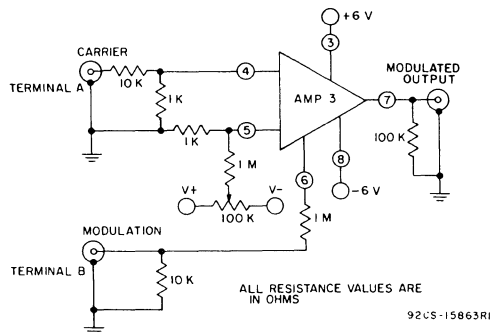 +6 V
3
CARRIER
10 K
4
TERMINAL A
1 K
AMP 3
MODULATED
OUTPUT
7
1 K
5
100 K
1 M
6
8
V+
V-
100 K
-6 V
1 M
MODULATION
TERMINAL B
10 K
ALL RESISTANCE VALUES ARE
IN OHMS
92CS-15863RI